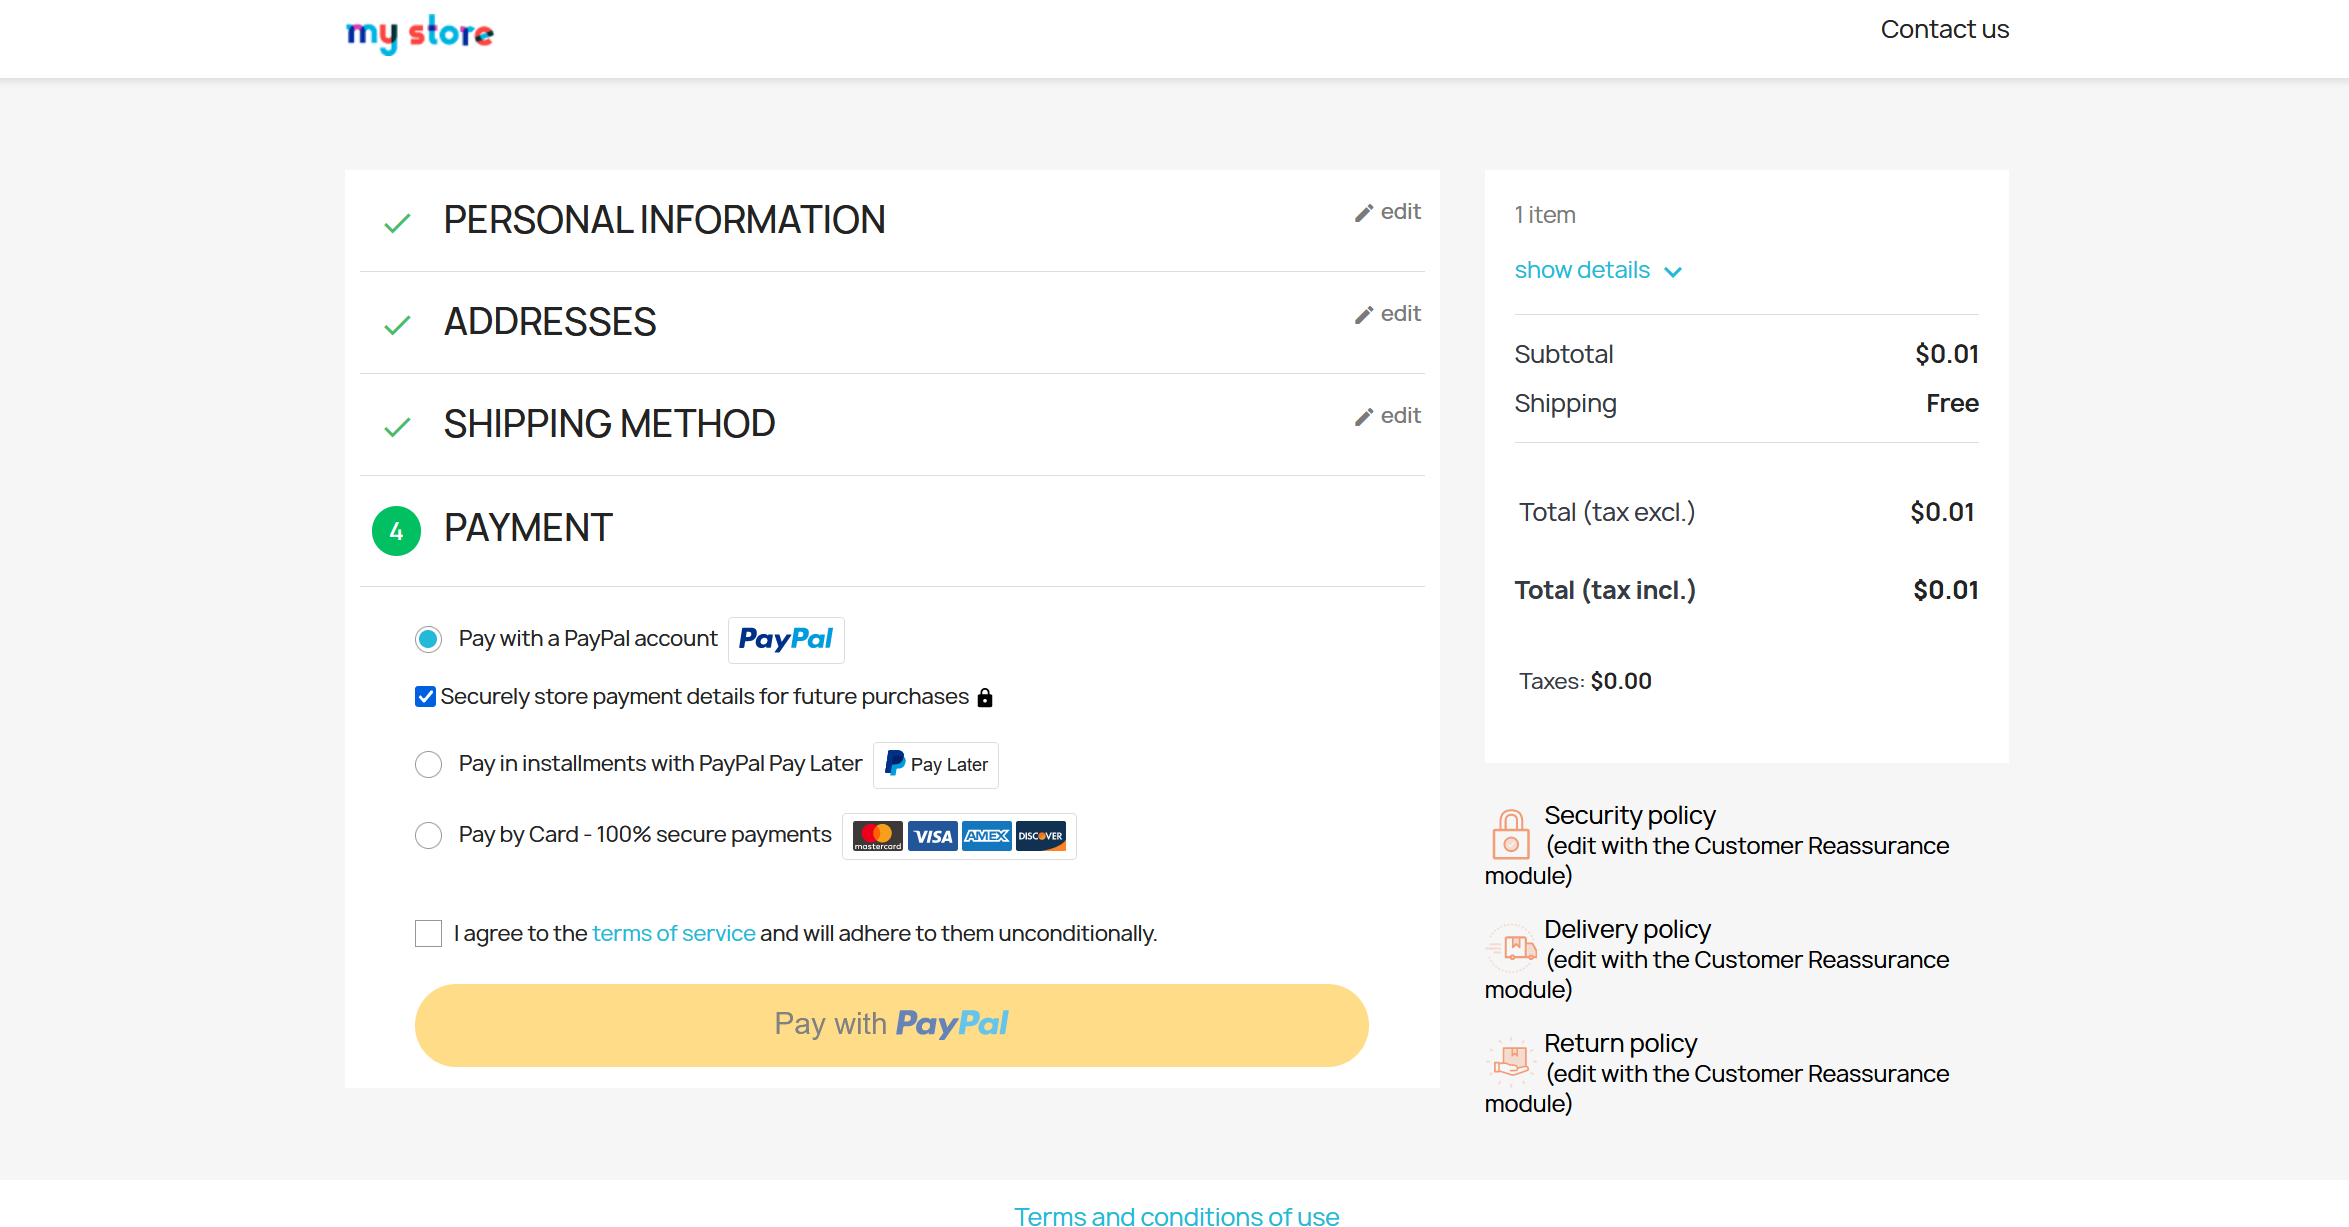 my store
Contact us
PERSONAL INFORMATION
edit
ADDRESSES
edit
SHIPPING METHOD
edit
4
PAYMENT
Pay with a PayPal account
PayPal
Securely store payment details for future purchases
Pay in installments with PayPal Pay Later
Pay Later
Pay by Card - 100% secure payments
mastercard
VISA
AMEX
DISCOVER
I agree to the terms of service and will adhere to them unconditionally.
Pay with PayPal
1 item
show details
Subtotal
$0.01
Shipping
Free
Total (tax excl.)
$0.01
Total (tax incl.)
$0.01
Taxes: $0.00
Security policy
(edit with the Customer Reassurance
module)
Delivery policy
(edit with the Customer Reassurance
module)
Return policy
(edit with the Customer Reassurance
module)
Terms and conditions of use